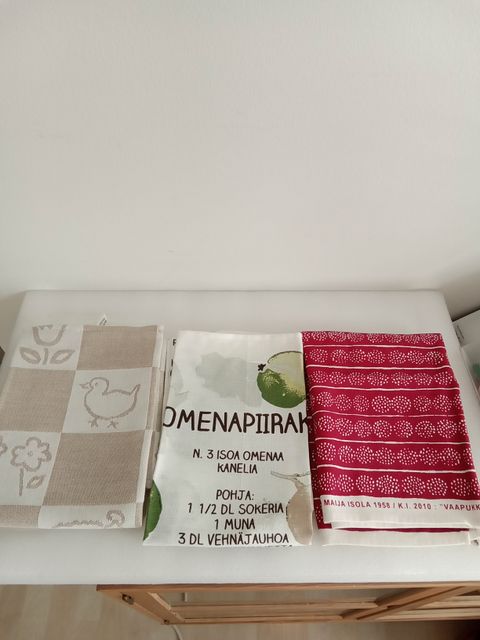 OMENAPIIRAK
N. 3 ISOA OMENAA
KANELIA
POHJA:
1 1/2 DL SOKERIA
1 MUNA
3 DL VEHNÄJAUHOA
MAIJA ISOLA 1958 / K.I. 2010 : "VAAPUKK